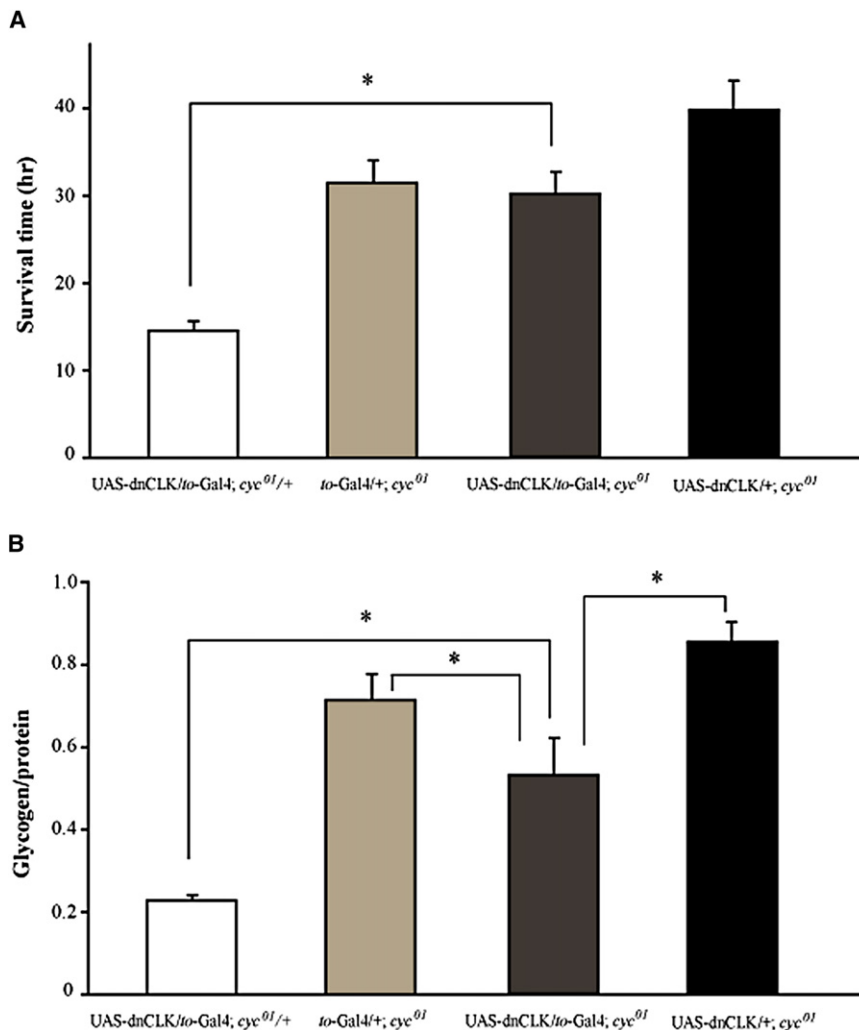 A
Survival time (hr)
40
30
20
10
0
*
UAS-dnCLK/to-Gal4; cyc⁰¹/+ to-Gal4/+; cyc⁰¹ UAS-dnCLK/to-Gal4; cyc⁰¹ UAS-dnCLK/+; cyc⁰¹
B
Glycogen/protein
1.0
0.8
0.6
0.4
0.2
0
*
*
*
UAS-dnCLK/to-Gal4; cyc⁰¹/+ to-Gal4/+; cyc⁰¹ UAS-dnCLK/to-Gal4; cyc⁰¹ UAS-dnCLK/+; cyc⁰¹